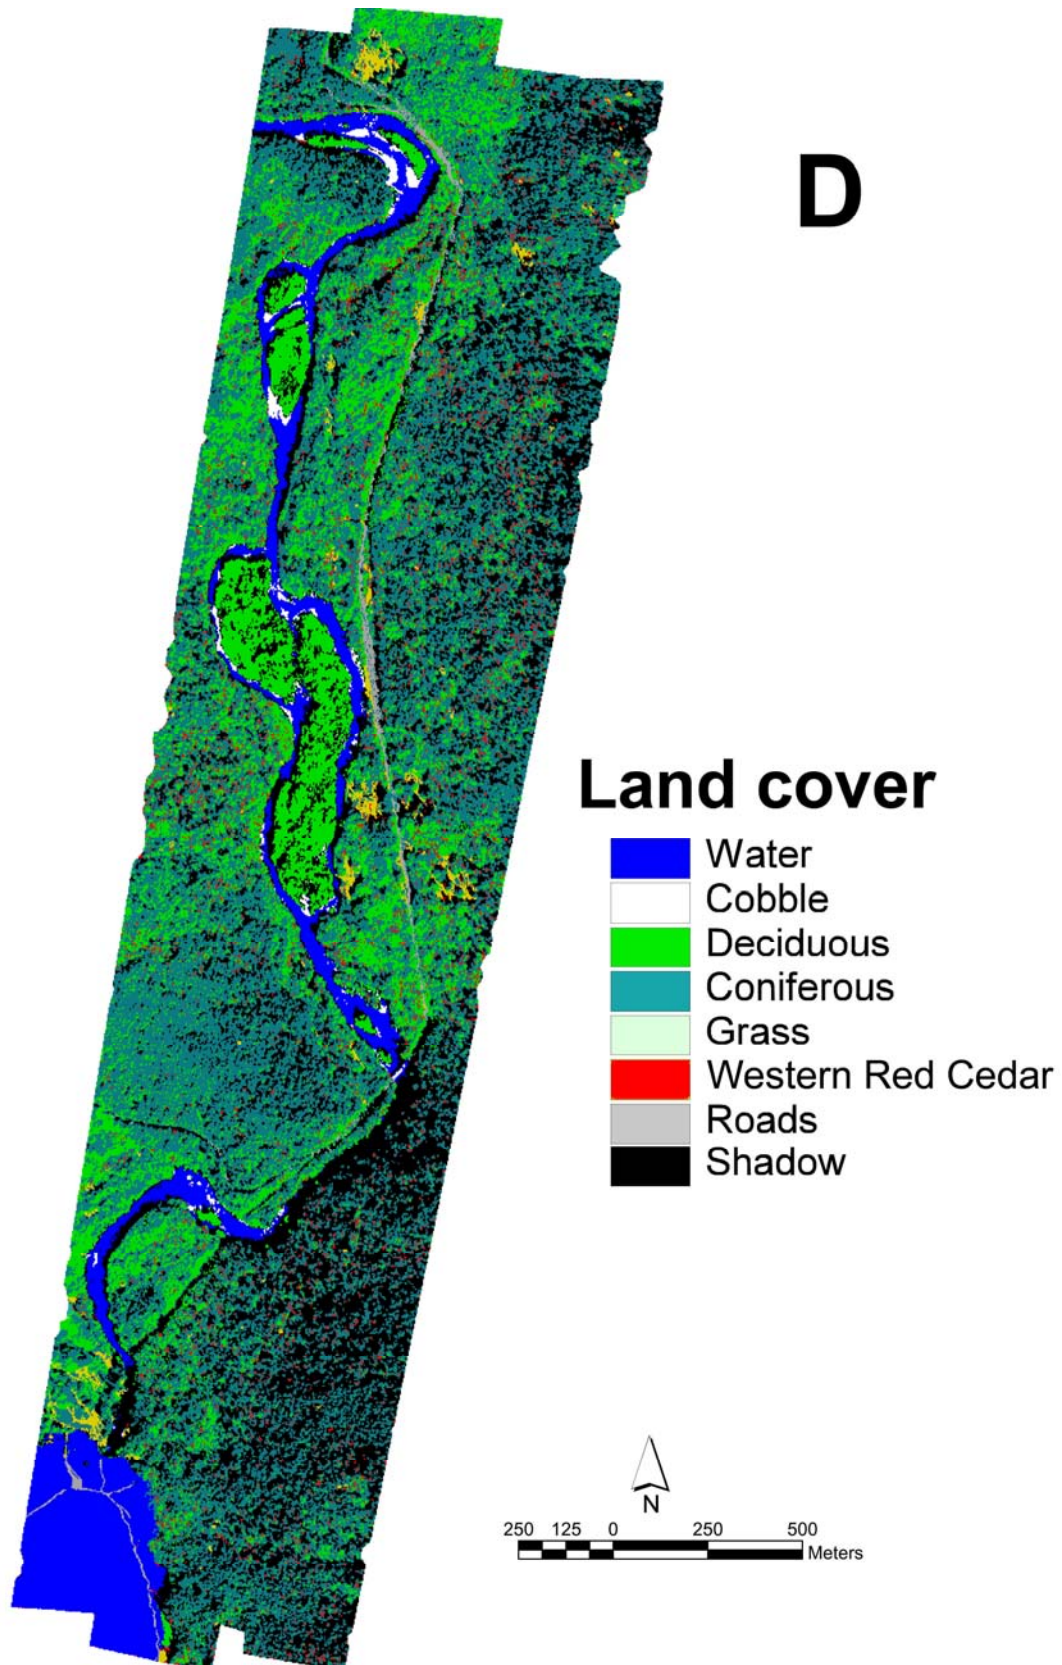 D
Land cover
Water
Cobble
Deciduous
Coniferous
Grass
Western Red Cedar
Roads
Shadow
N
250 125 0 250 500
Meters